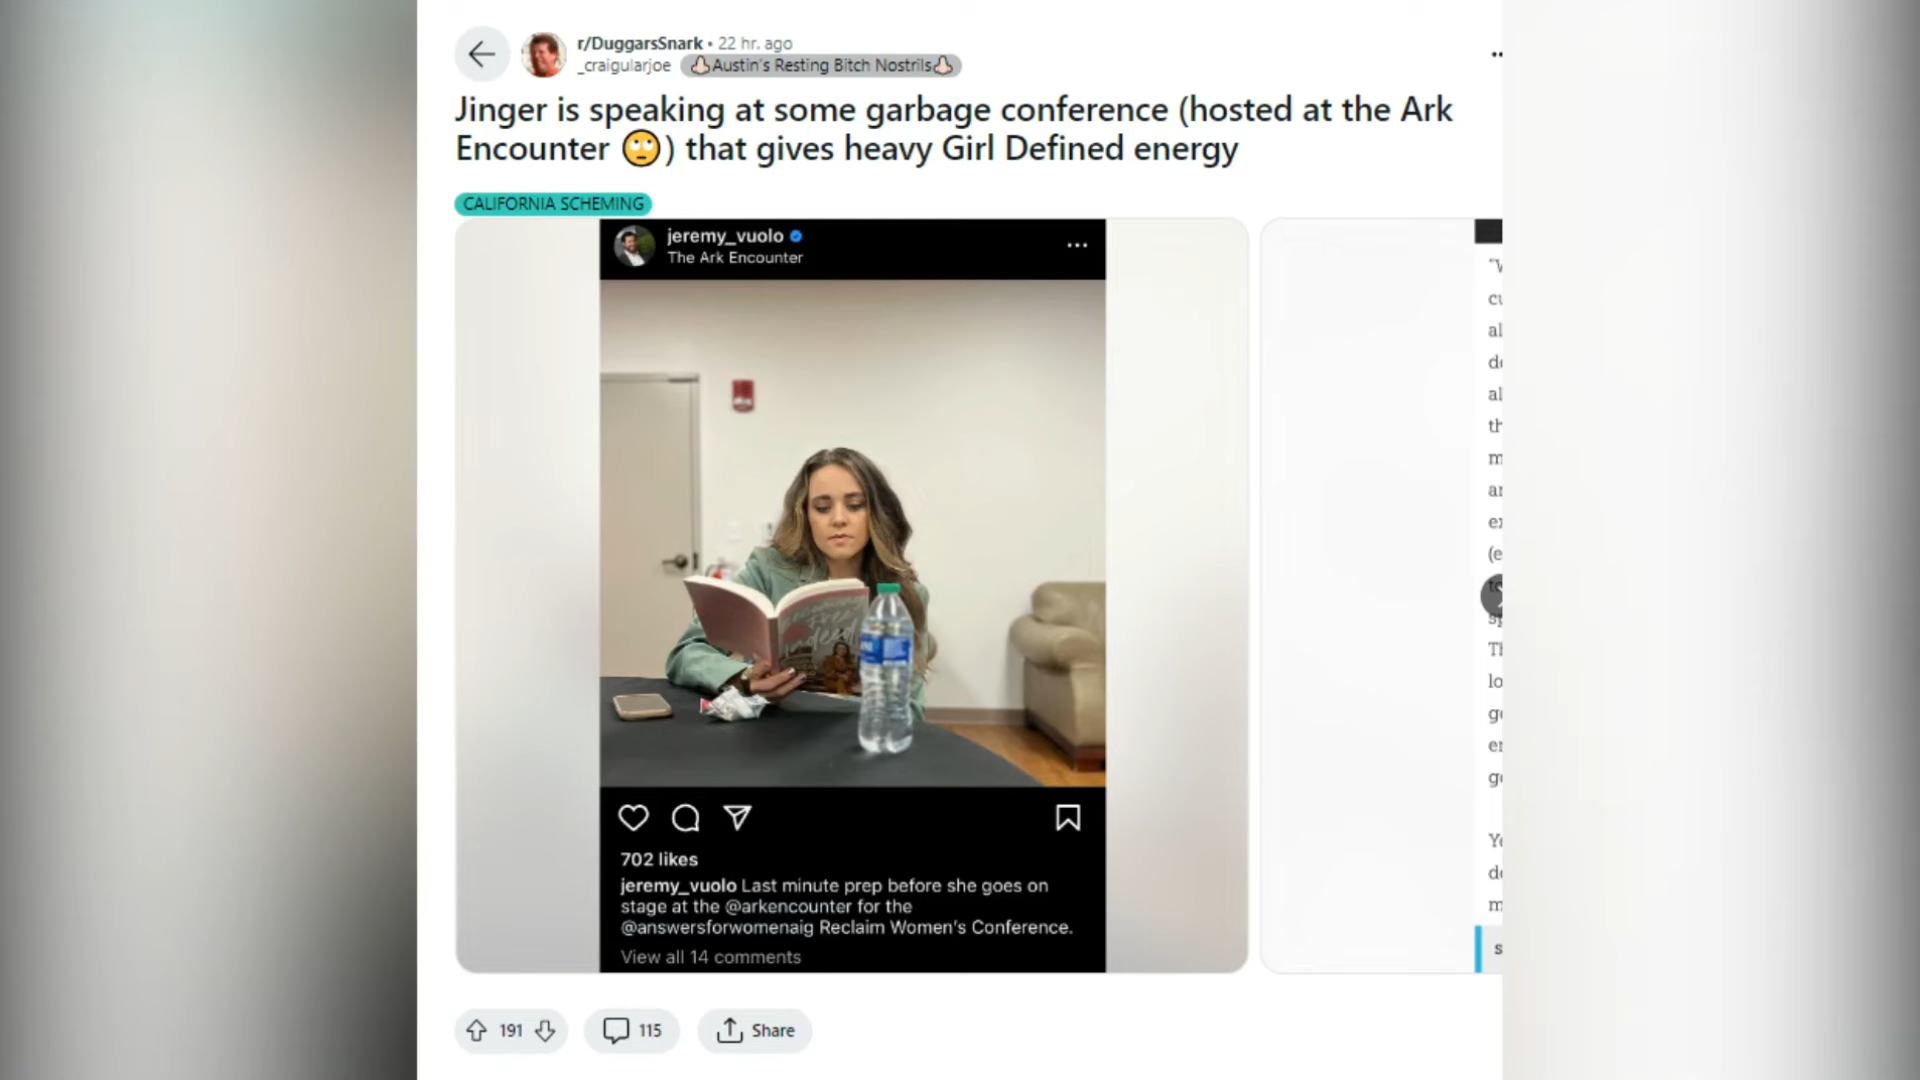 r/DuggarsSnark • 22 hr. ago
_craigularjoe 👃🏻Austin's Resting Bitch Nostrils👃🏻
Jinger is speaking at some garbage conference (hosted at the Ark
Encounter 🙄) that gives heavy Girl Defined energy
CALIFORNIA SCHEMING
jeremy_vuolo
The Ark Encounter
Becoming
Free
Indeed
702 likes
jeremy_vuolo Last minute prep before she goes on
stage at the @arkencounter for the
@answersforwomenaig Reclaim Women's Conference.
View all 14 comments
191
115
Share